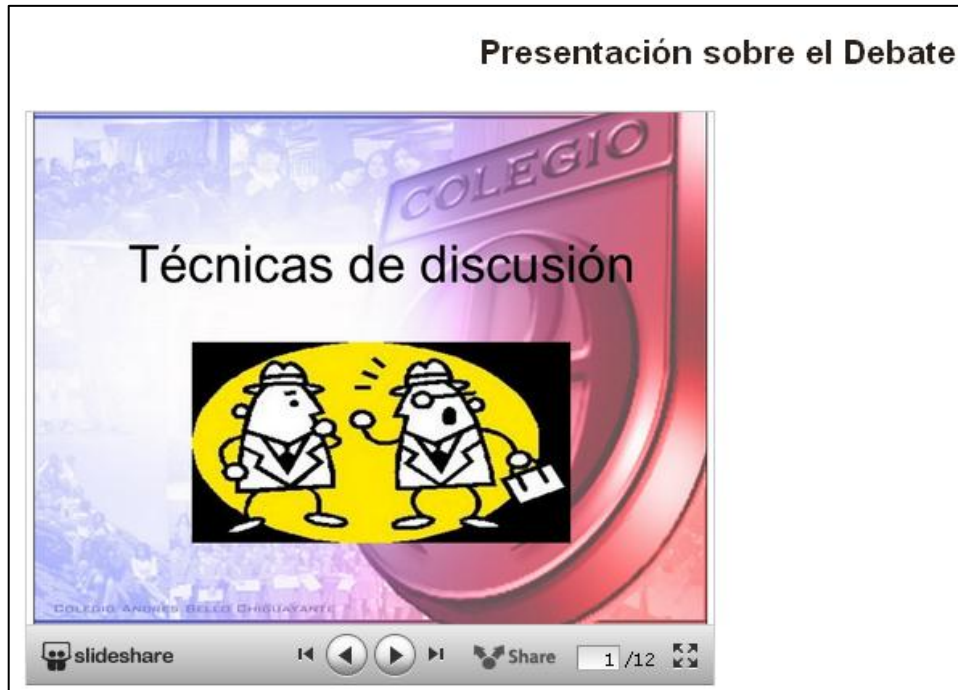 Presentación sobre el Debate
COLEGIO
Técnicas de discusión
COLEGIO ANDRES BELLO CHIGUAYANTE
slideshare
Share
1 /12